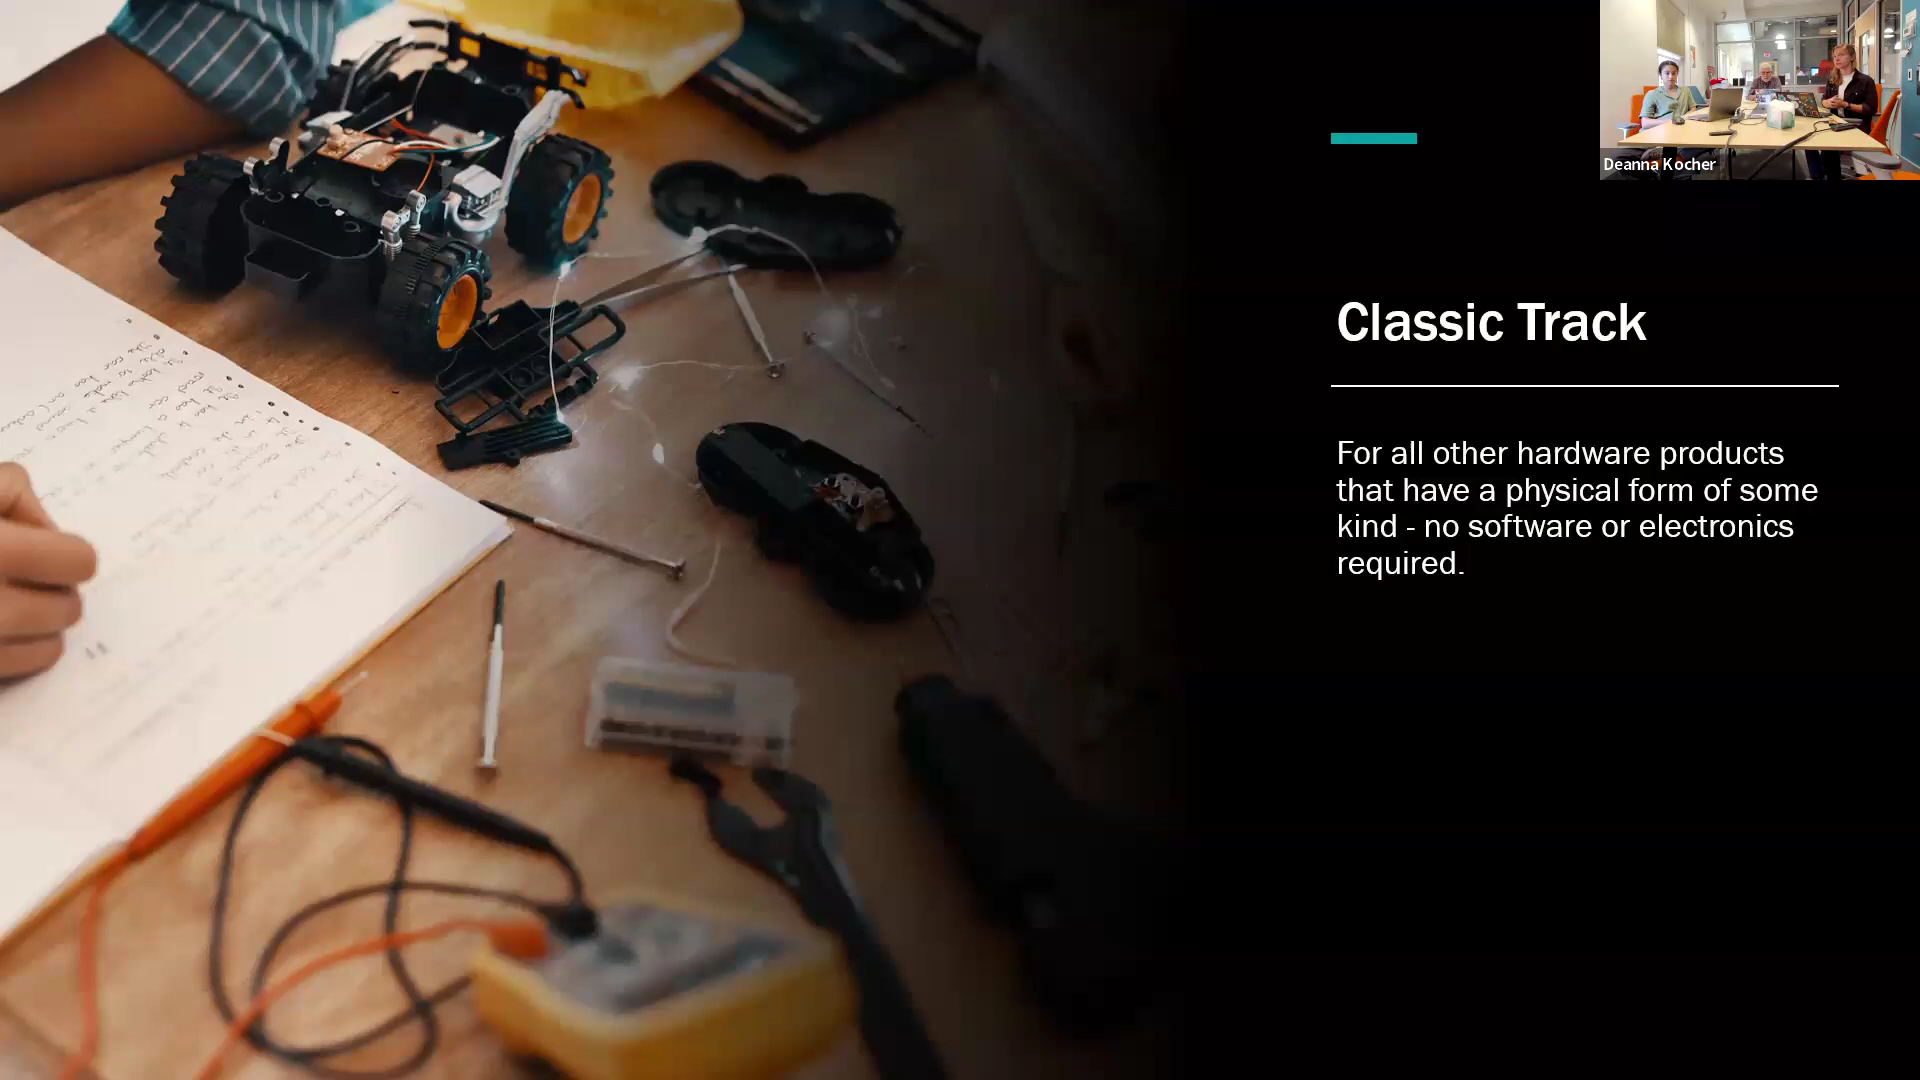 Deanna Kocher
Classic Track
For all other hardware products
that have a physical form of some
kind - no software or electronics
required.